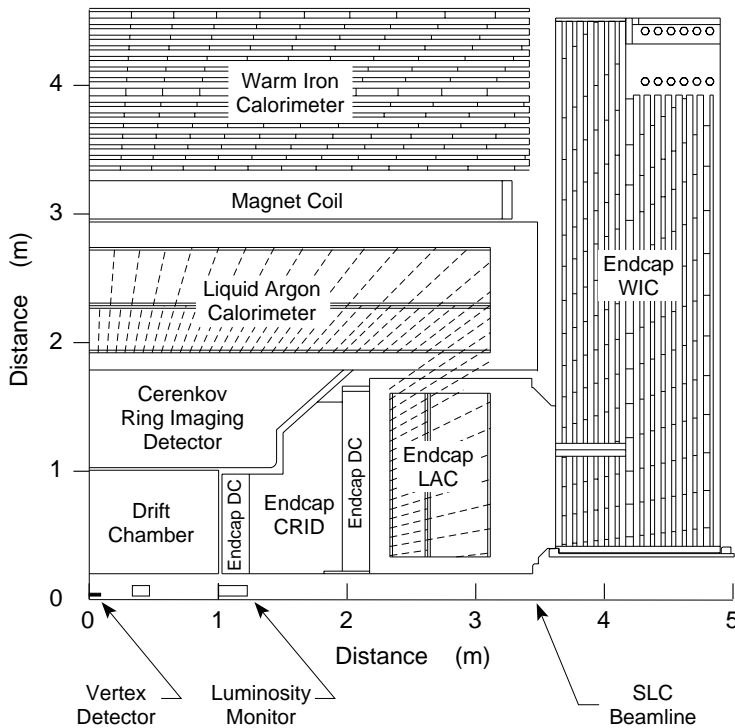 4
3
2
1
0
Distance (m)
Warm Iron
Calorimeter
Magnet Coil
Liquid Argon
Calorimeter
Cerenkov
Ring Imaging
Detector
Drift
Chamber
Endcap DC
Endcap
CRID
Endcap DC
Endcap
LAC
Endcap
WIC
0
1
2
3
4
5
Distance (m)
Vertex
Detector
Luminosity
Monitor
SLC
Beamline